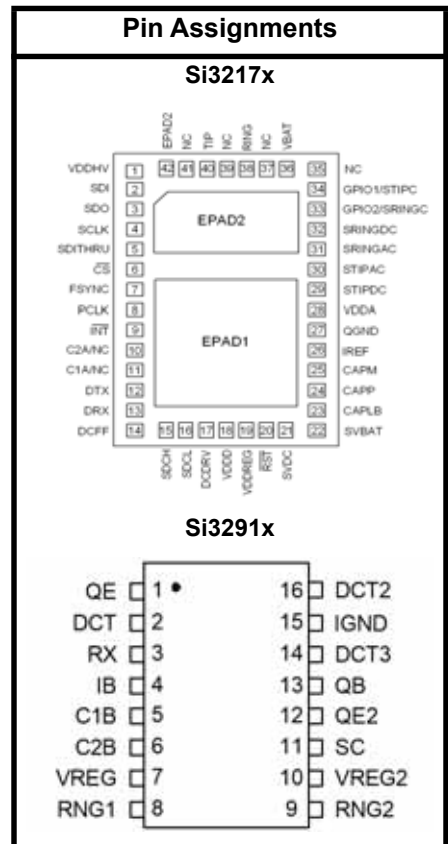 Pin Assignments
Si3217x
EPAD2 NC TIP NC RING NC VBAT
42 41 40 39 38 37 36
VDDHV 1 35 NC
SDI 2 34 GPIO1/STIPC
SDO 3 33 GPIO2/SRINGC
SCLK 4 32 SRINGDC
SDITHRU 5 31 SRINGAC
CS 6 30 STIPAC
FSYNC 7 29 STIPDC
PCLK 8 28 VDDA
INT 9 27 QGND
C2A/NC 10 26 IREF
C1A/NC 11 25 CAPM
DTX 12 24 CAPP
DRX 13 23 CAPLB
DCFF 14 22 SVBAT
EPAD2
EPAD1
15 16 17 18 19 20 21
SDCH SDCL DCDRV VDDD VDDREG RST SVDC
Si3291x
QE 1 16 DCT2
DCT 2 15 IGND
RX 3 14 DCT3
IB 4 13 QB
C1B 5 12 QE2
C2B 6 11 SC
VREG 7 10 VREG2
RNG1 8 9 RNG2